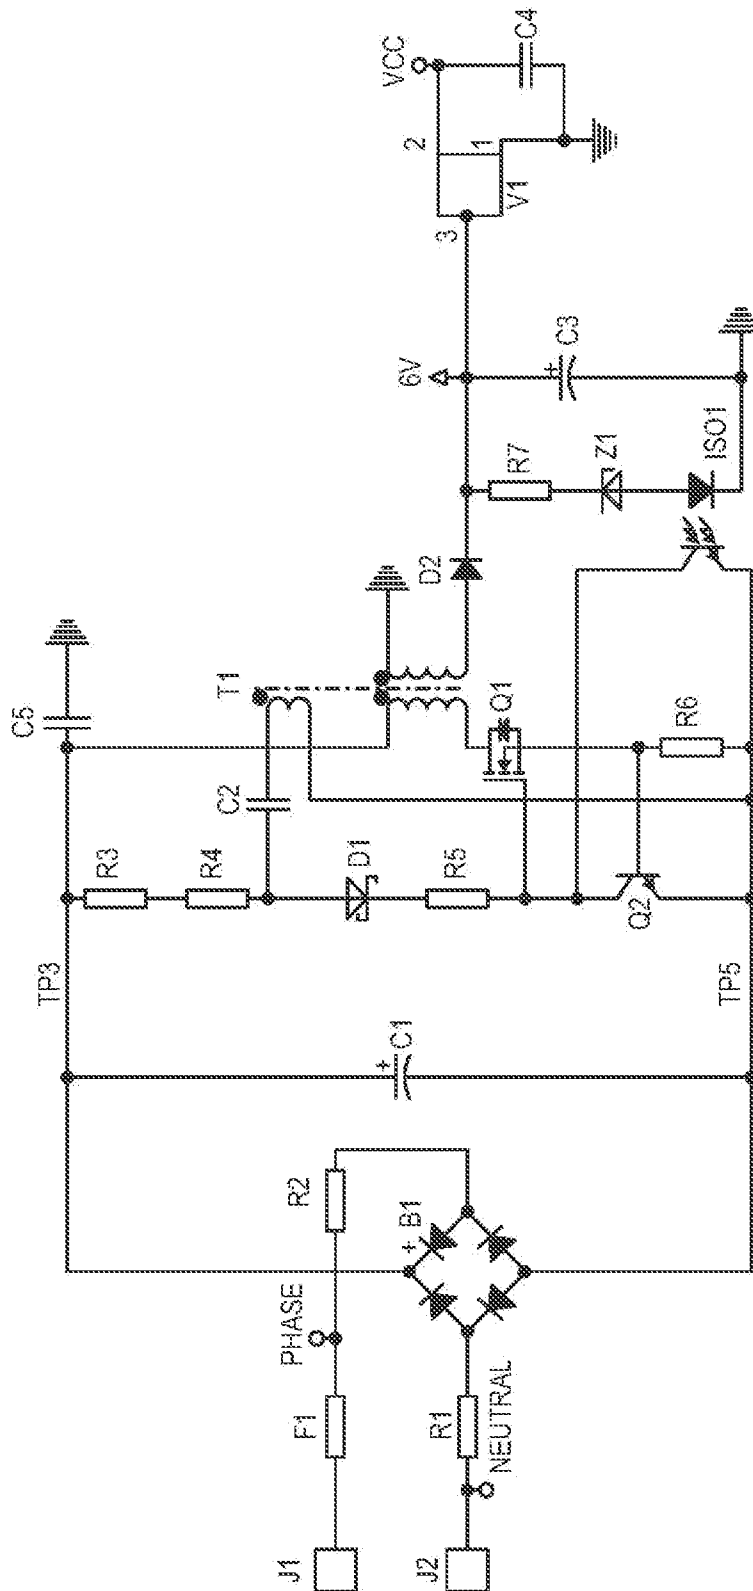 J1
F1
PHASE
R2
J2
R1
NEUTRAL
+
B1
TP3
+
C1
TP5
R3
R4
C2
D1
R5
Q2
C5
T1
Q1
R6
D2
R7
Z1
ISO1
6V
+
C3
3
2
1
V1
VCC
C4